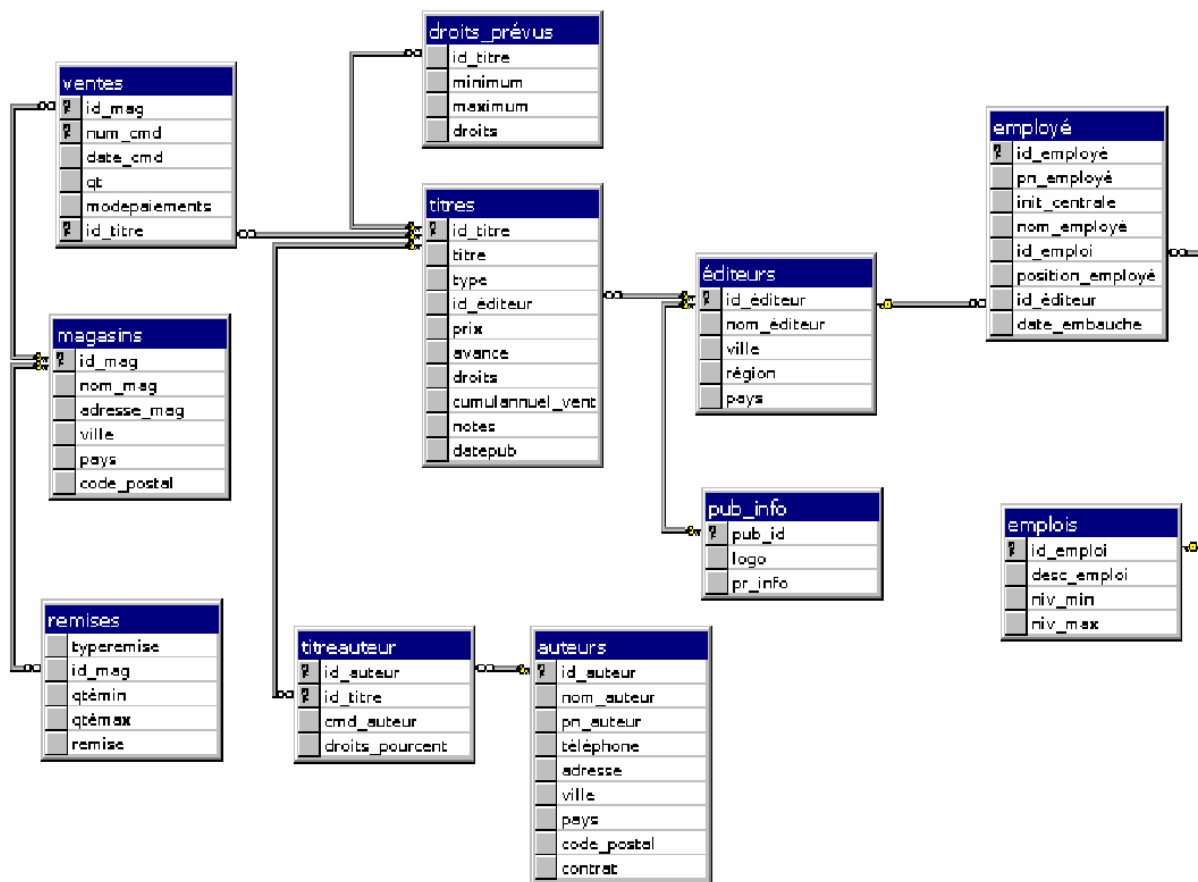 droits_prévus
id_titre
minimum
maximum
droits
ventes
id_mag
num_cmd
date_cmd
qt
modepaiements
id_titre
employé
id_employé
pn_employé
init_centrale
nom_employé
id_emploi
position_employé
id_éditeur
date_embauche
titres
id_titre
titre
type
id_éditeur
prix
avance
droits
cumulannuel_vent
notes
datepub
éditeurs
id_éditeur
nom_éditeur
ville
région
pays
magasins
id_mag
nom_mag
adresse_mag
ville
pays
code_postal
pub_info
pub_id
logo
pr_info
emplois
id_emploi
desc_emploi
niv_min
niv_max
remises
typeremise
id_mag
qtémin
qtémax
remise
titreauteur
id_auteur
id_titre
cmd_auteur
droits_pourcent
auteurs
id_auteur
nom_auteur
pn_auteur
téléphone
adresse
ville
pays
code_postal
contrat